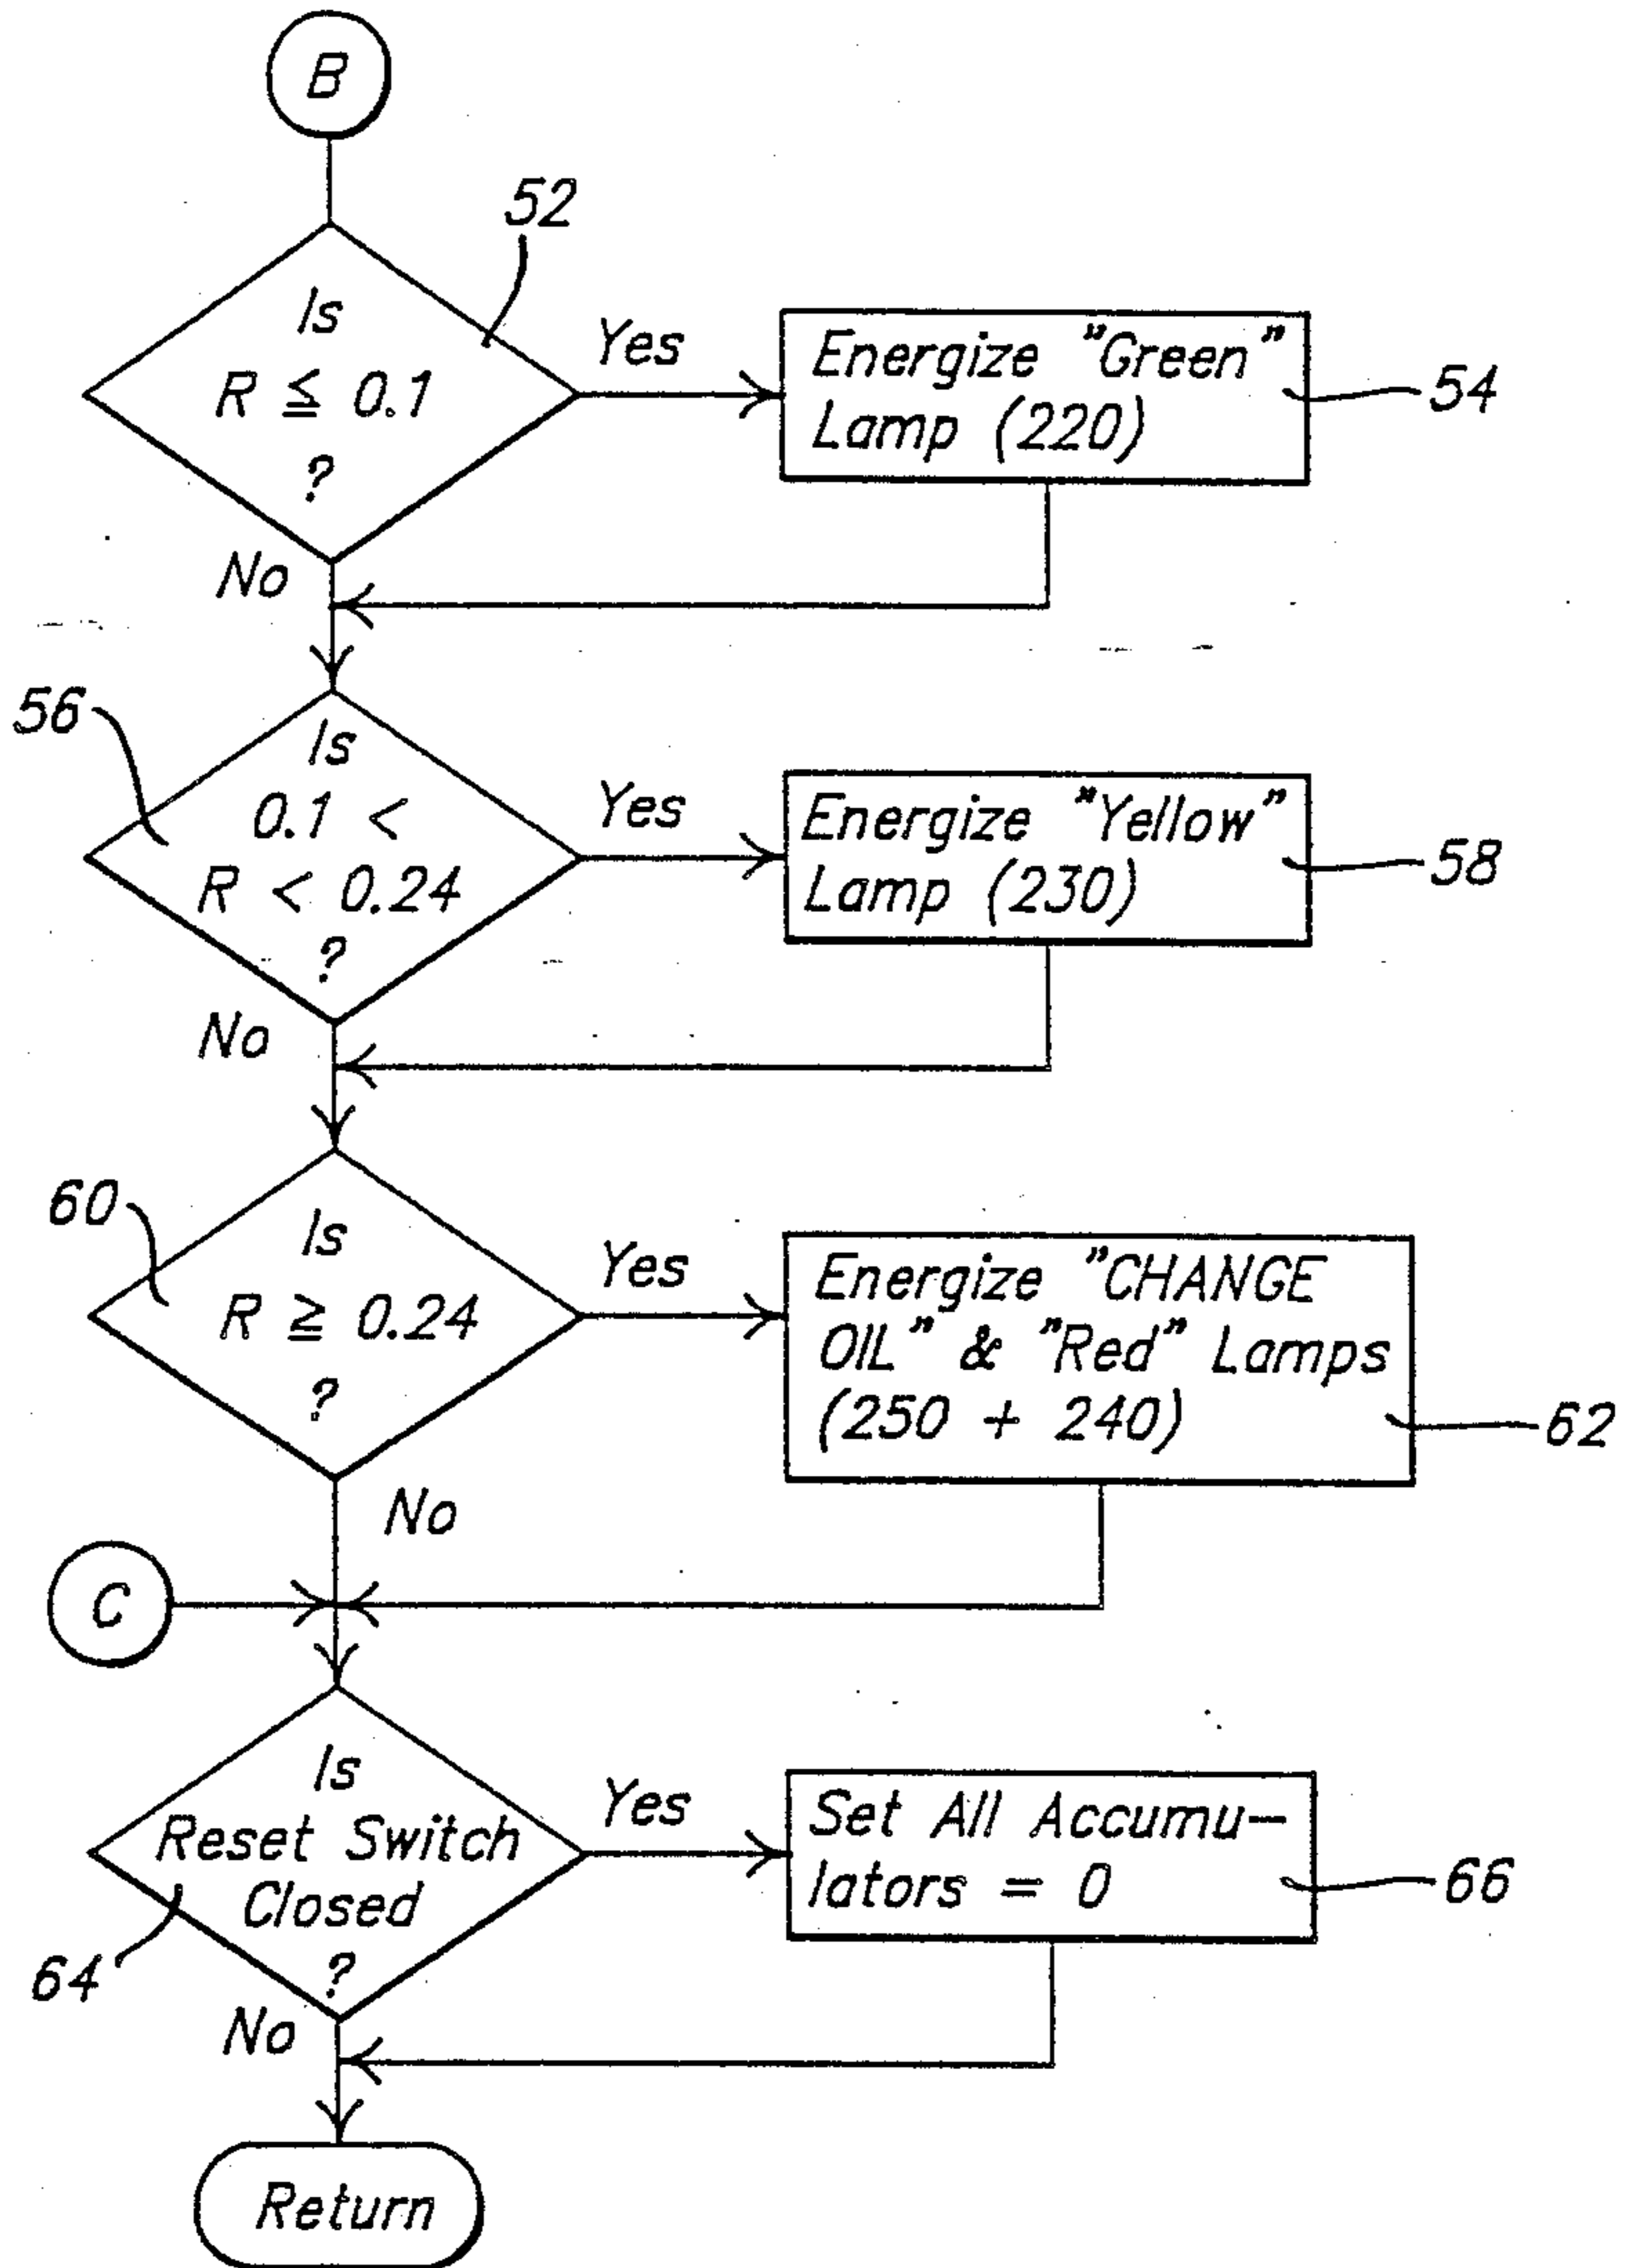 B
52
Is
R ≦ 0.1
?
Yes
Energize "Green"
Lamp (220)
54
No
56
Is
0.1 <
R < 0.24
?
Yes
Energize "Yellow"
Lamp (230)
58
No
60
Is
R ≧ 0.24
?
Yes
Energize "CHANGE
OIL" & "Red" Lamps
(250 + 240)
62
No
C
Is
Reset Switch
Closed
?
64
Yes
Set All Accumu-
lators = 0
66
No
Return